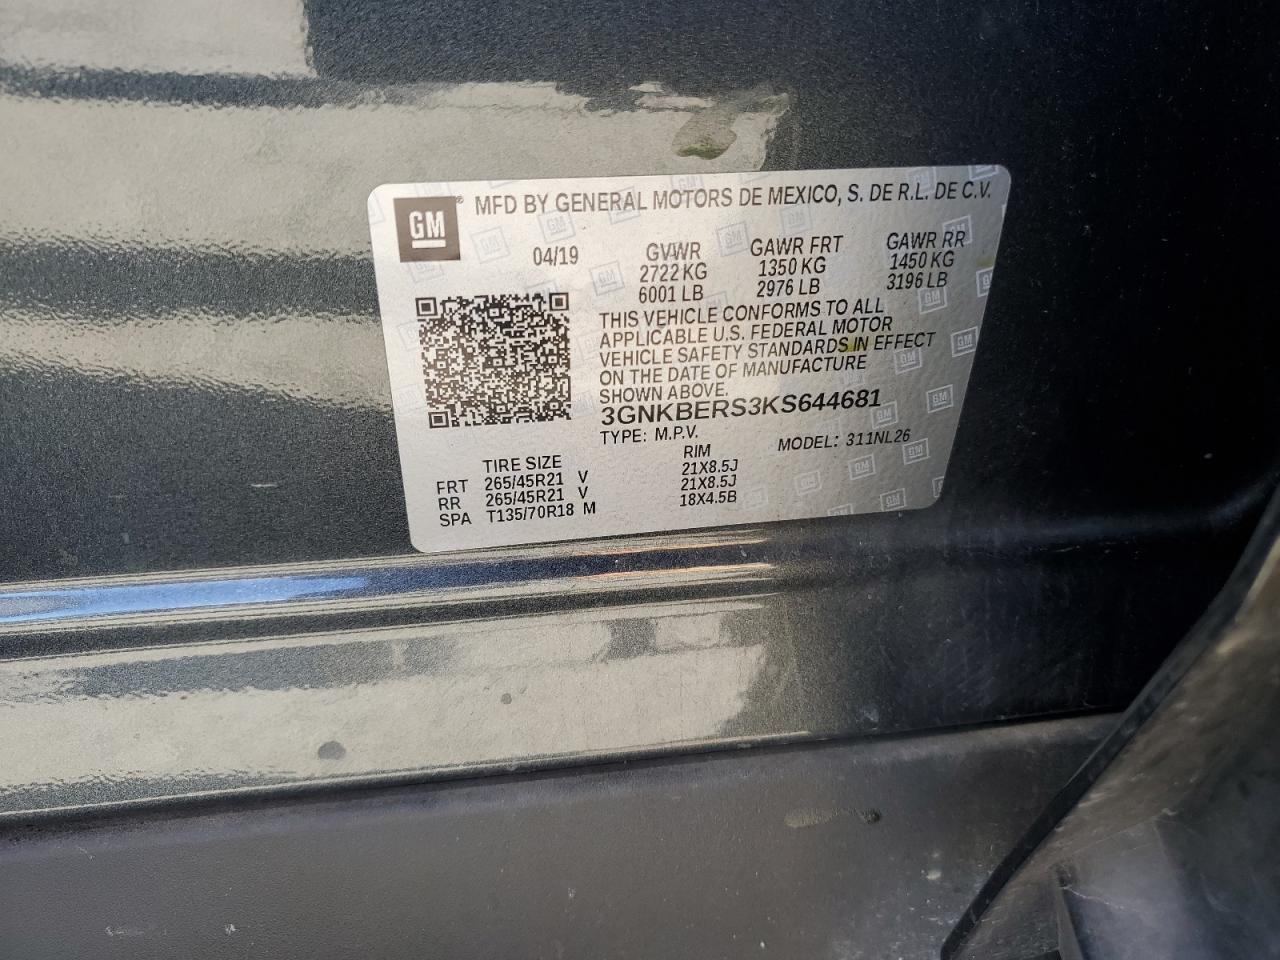 GM ® MFD BY GENERAL MOTORS DE MEXICO, S. DE R.L. DE C.V.
04/19 GVWR GAWR FRT GAWR RR
2722 KG 1350 KG 1450 KG
6001 LB 2976 LB 3196 LB
THIS VEHICLE CONFORMS TO ALL
APPLICABLE U.S. FEDERAL MOTOR
VEHICLE SAFETY STANDARDS IN EFFECT
ON THE DATE OF MANUFACTURE
SHOWN ABOVE.
3GNKBERS3KS644681
TYPE: M.P.V. MODEL: 311NL26
TIRE SIZE RIM
FRT 265/45R21 V 21X8.5J
RR 265/45R21 V 21X8.5J
SPA T135/70R18 M 18X4.5B